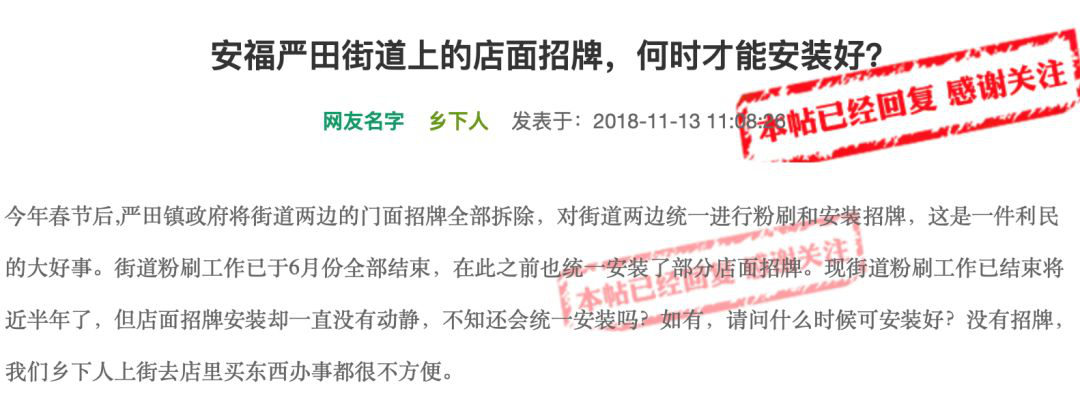 安福严田街道上的店面招牌，何时才能安装好？
网友名字 乡下人 发表于：2018-11-13 11:08:26
本帖已经回复 感谢关注
今年春节后,严田镇政府将街道两边的门面招牌全部拆除，对街道两边统一进行粉刷和安装招牌，这是一件利民
的大好事。街道粉刷工作已于6月份全部结束，在此之前也统一安装了部分店面招牌。现街道粉刷工作已结束将
本帖已经回复 感谢关注
近半年了，但店面招牌安装却一直没有动静，不知还会统一安装吗？如有，请问什么时候可安装好？没有招牌，
我们乡下人上街去店里买东西办事都很不方便。